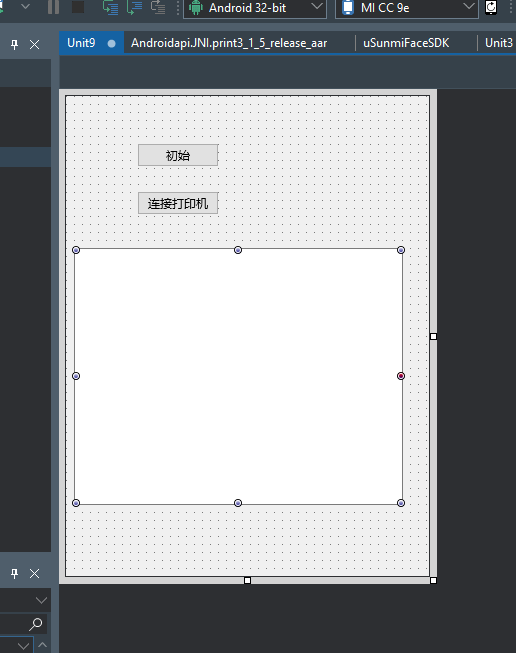 Android 32-bit
MI CC 9e
Unit9
Androidapi.JNI.print3_1_5_release_aar
uSunmiFaceSDK
Unit3
初始
连接打印机